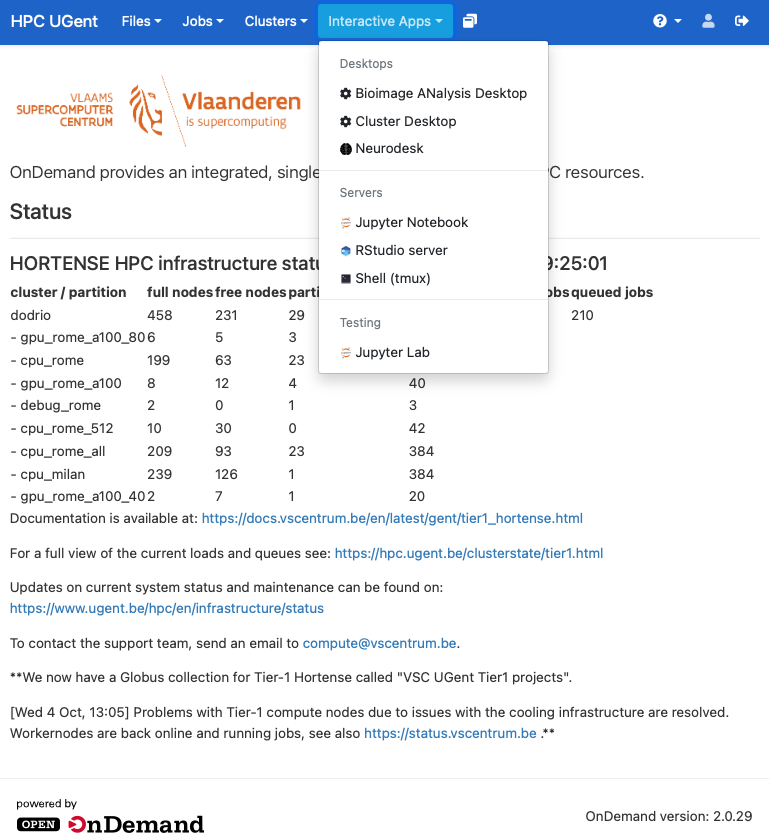 HPC UGent Files Jobs Clusters Interactive Apps
Desktops
Bioimage ANalysis Desktop
Cluster Desktop
Neurodesk
Servers
Jupyter Notebook
RStudio server
Shell (tmux)
Testing
Jupyter Lab
VLAAMS
SUPERCOMPUTER
CENTRUM
Vlaanderen
is supercomputing
OnDemand provides an integrated, single PC resources.
Status
HORTENSE HPC infrastructure statu 9:25:01
cluster / partition full nodes free nodes parti obs queued jobs
dodrio 458 231 29 210
- gpu_rome_a100_80 6 5 3
- cpu_rome 199 63 23
- gpu_rome_a100 8 12 4 40
- debug_rome 2 0 1 3
- cpu_rome_512 10 30 0 42
- cpu_rome_all 209 93 23 384
- cpu_milan 239 126 1 384
- gpu_rome_a100_40 2 7 1 20
Documentation is available at: https://docs.vscentrum.be/en/latest/gent/tier1_hortense.html
For a full view of the current loads and queues see: https://hpc.ugent.be/clusterstate/tier1.html
Updates on current system status and maintenance can be found on:
https://www.ugent.be/hpc/en/infrastructure/status
To contact the support team, send an email to compute@vscentrum.be.
**We now have a Globus collection for Tier-1 Hortense called "VSC UGent Tier1 projects".
[Wed 4 Oct, 13:05] Problems with Tier-1 compute nodes due to issues with the cooling infrastructure are resolved.
Workernodes are back online and running jobs, see also https://status.vscentrum.be .**
powered by
OPEN OnDemand
OnDemand version: 2.0.29